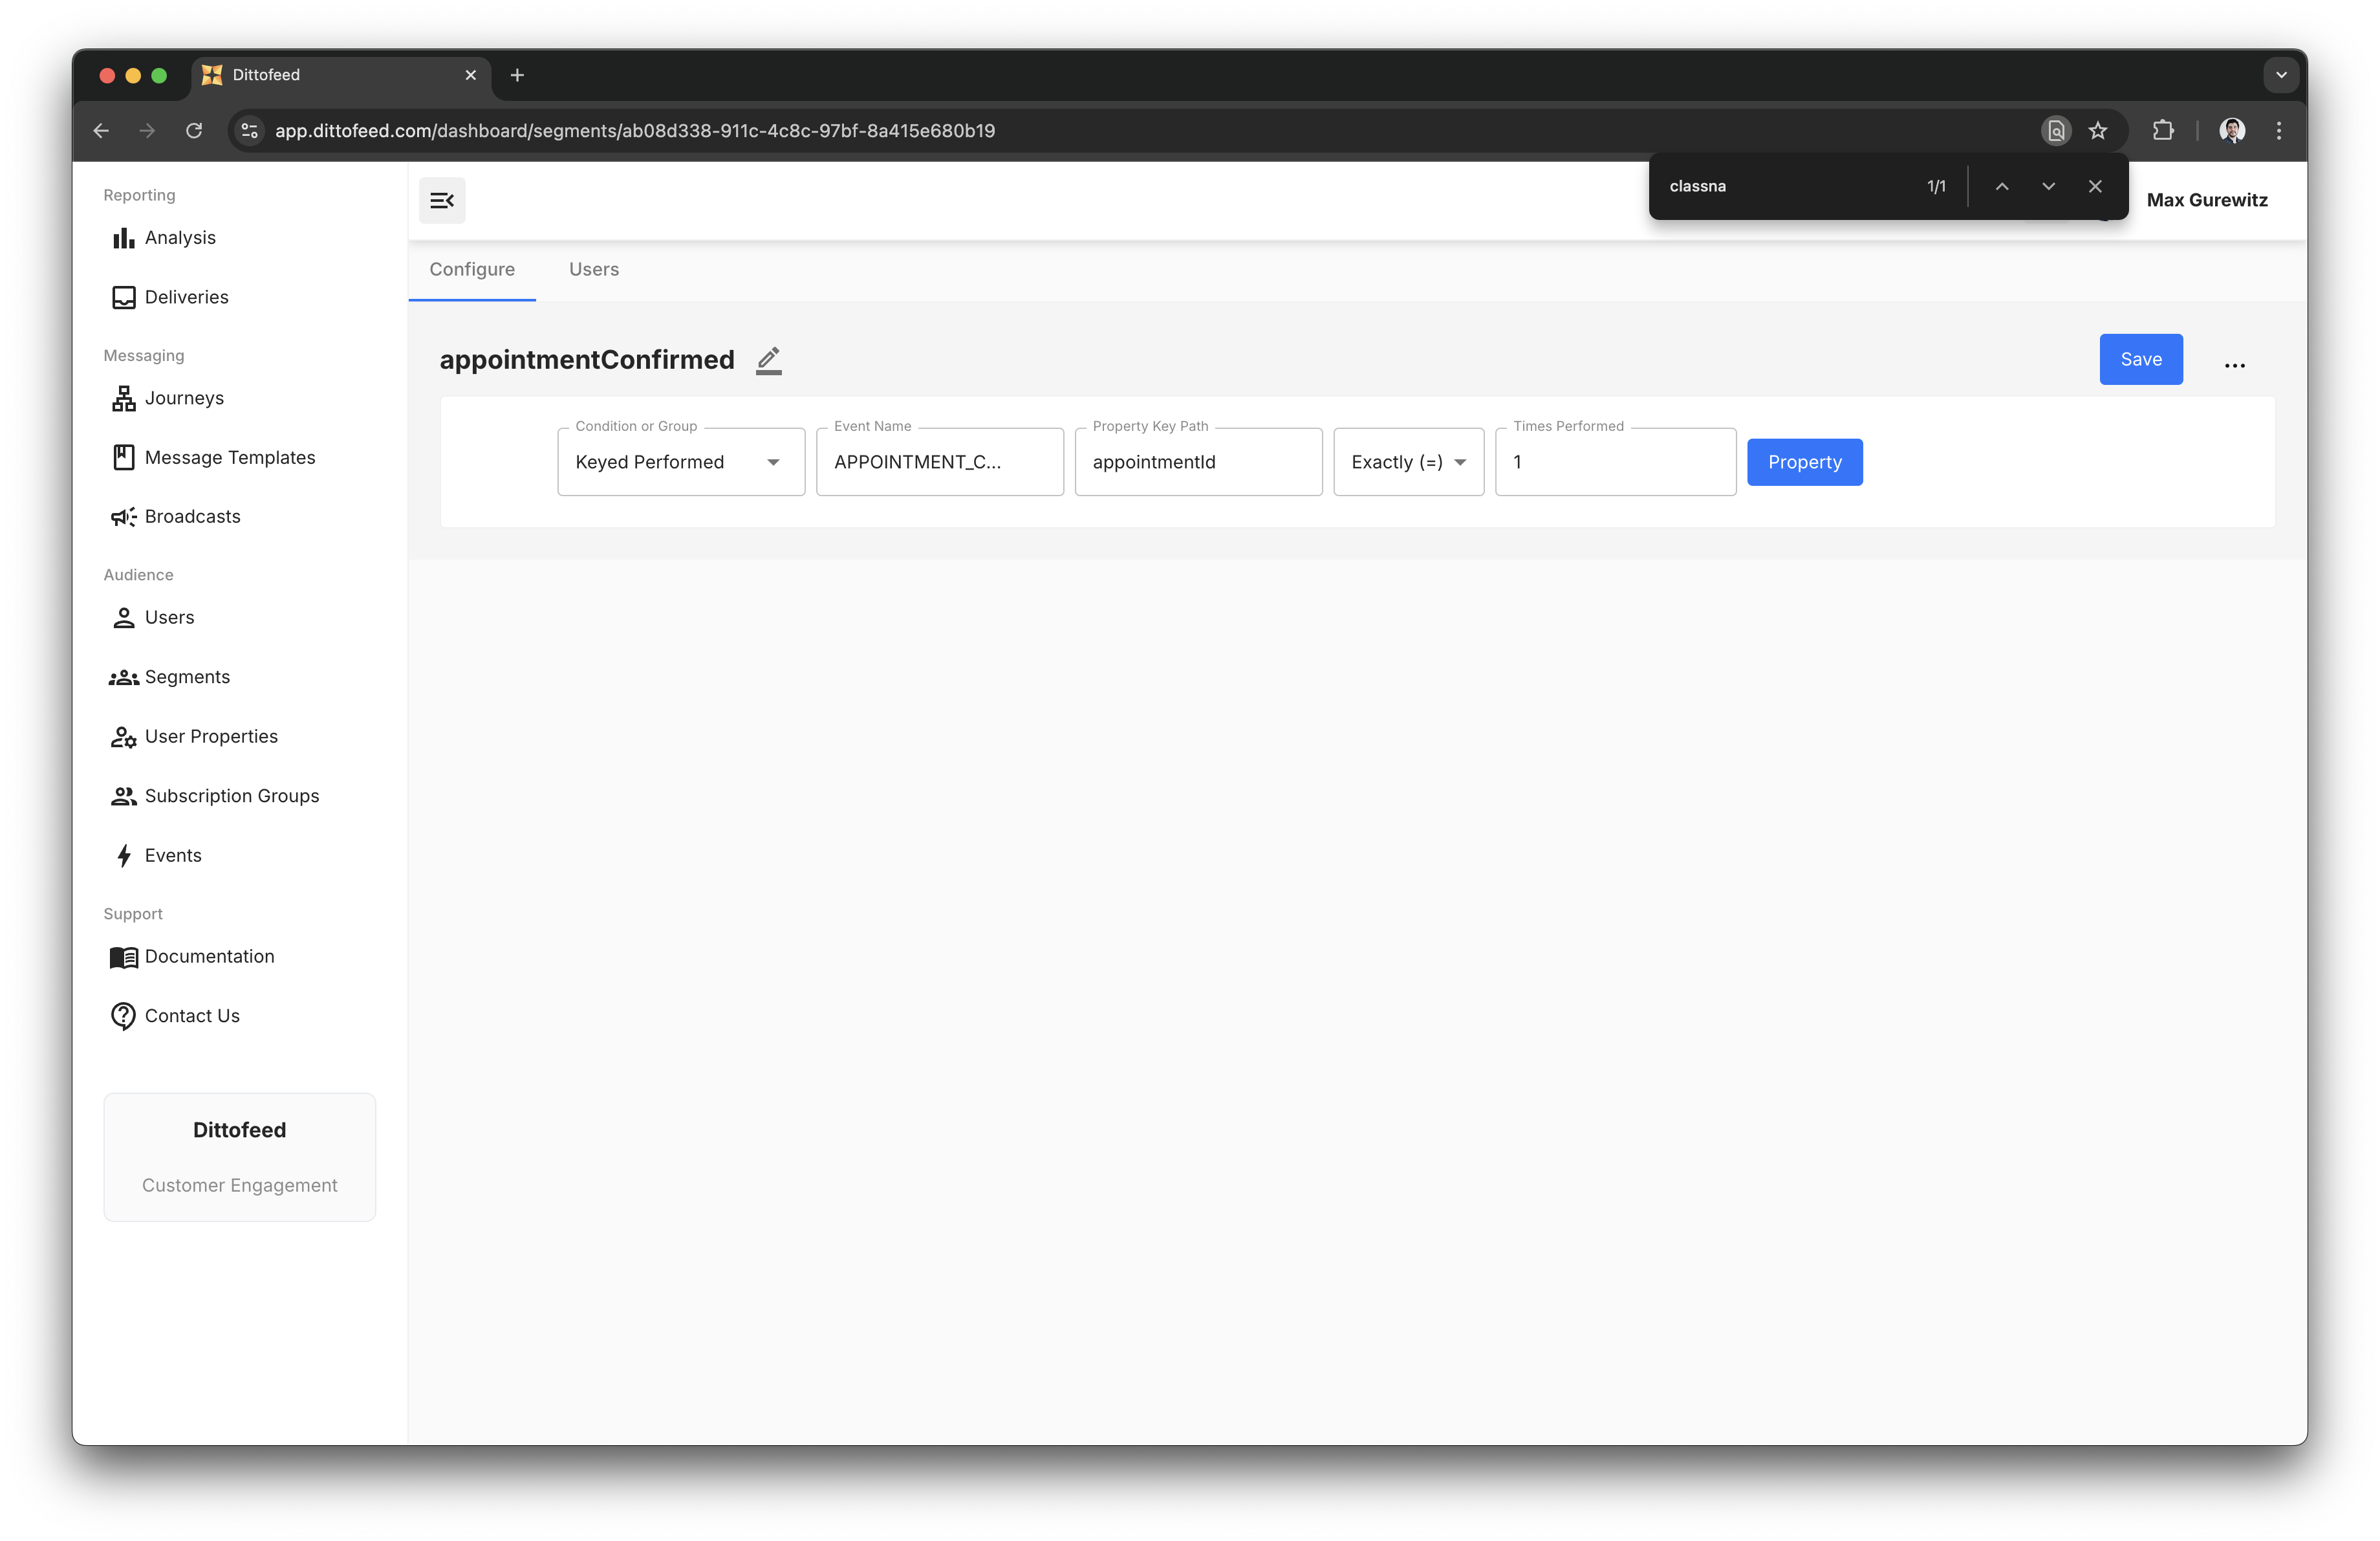 Dittofeed
app.dittofeed.com/dashboard/segments/ab08d338-911c-4c8c-97bf-8a415e680b19
classna 1/1
Max Gurewitz
Reporting
Analysis
Deliveries
Messaging
Journeys
Message Templates
Broadcasts
Audience
Users
Segments
User Properties
Subscription Groups
Events
Support
Documentation
Contact Us
Dittofeed
Customer Engagement
Configure Users
appointmentConfirmed
Save ...
Condition or Group Event Name Property Key Path Times Performed
Keyed Performed APPOINTMENT_C... appointmentId Exactly (=) 1 Property